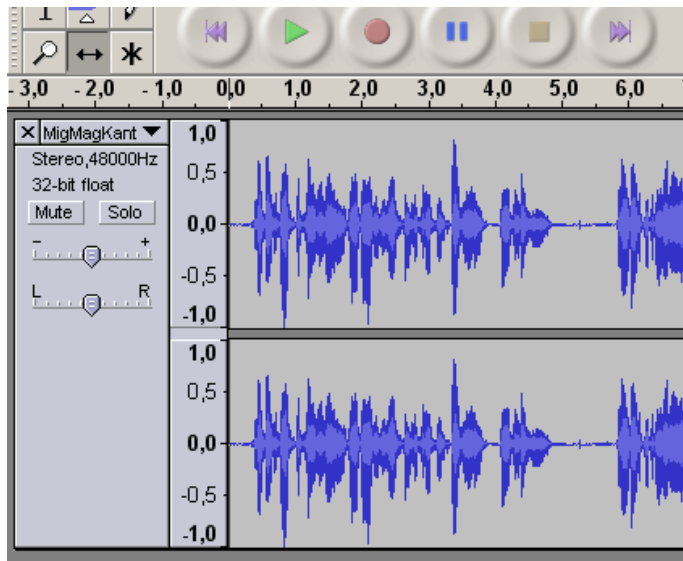 - 3,0 - 2,0 - 1,0 0,0 1,0 2,0 3,0 4,0 5,0 6,0
MigMagKant
Stereo,48000Hz
32-bit float
Mute Solo
- +
L R
1,0
0,5
0,0
-0,5
-1,0
1,0
0,5
0,0
-0,5
-1,0